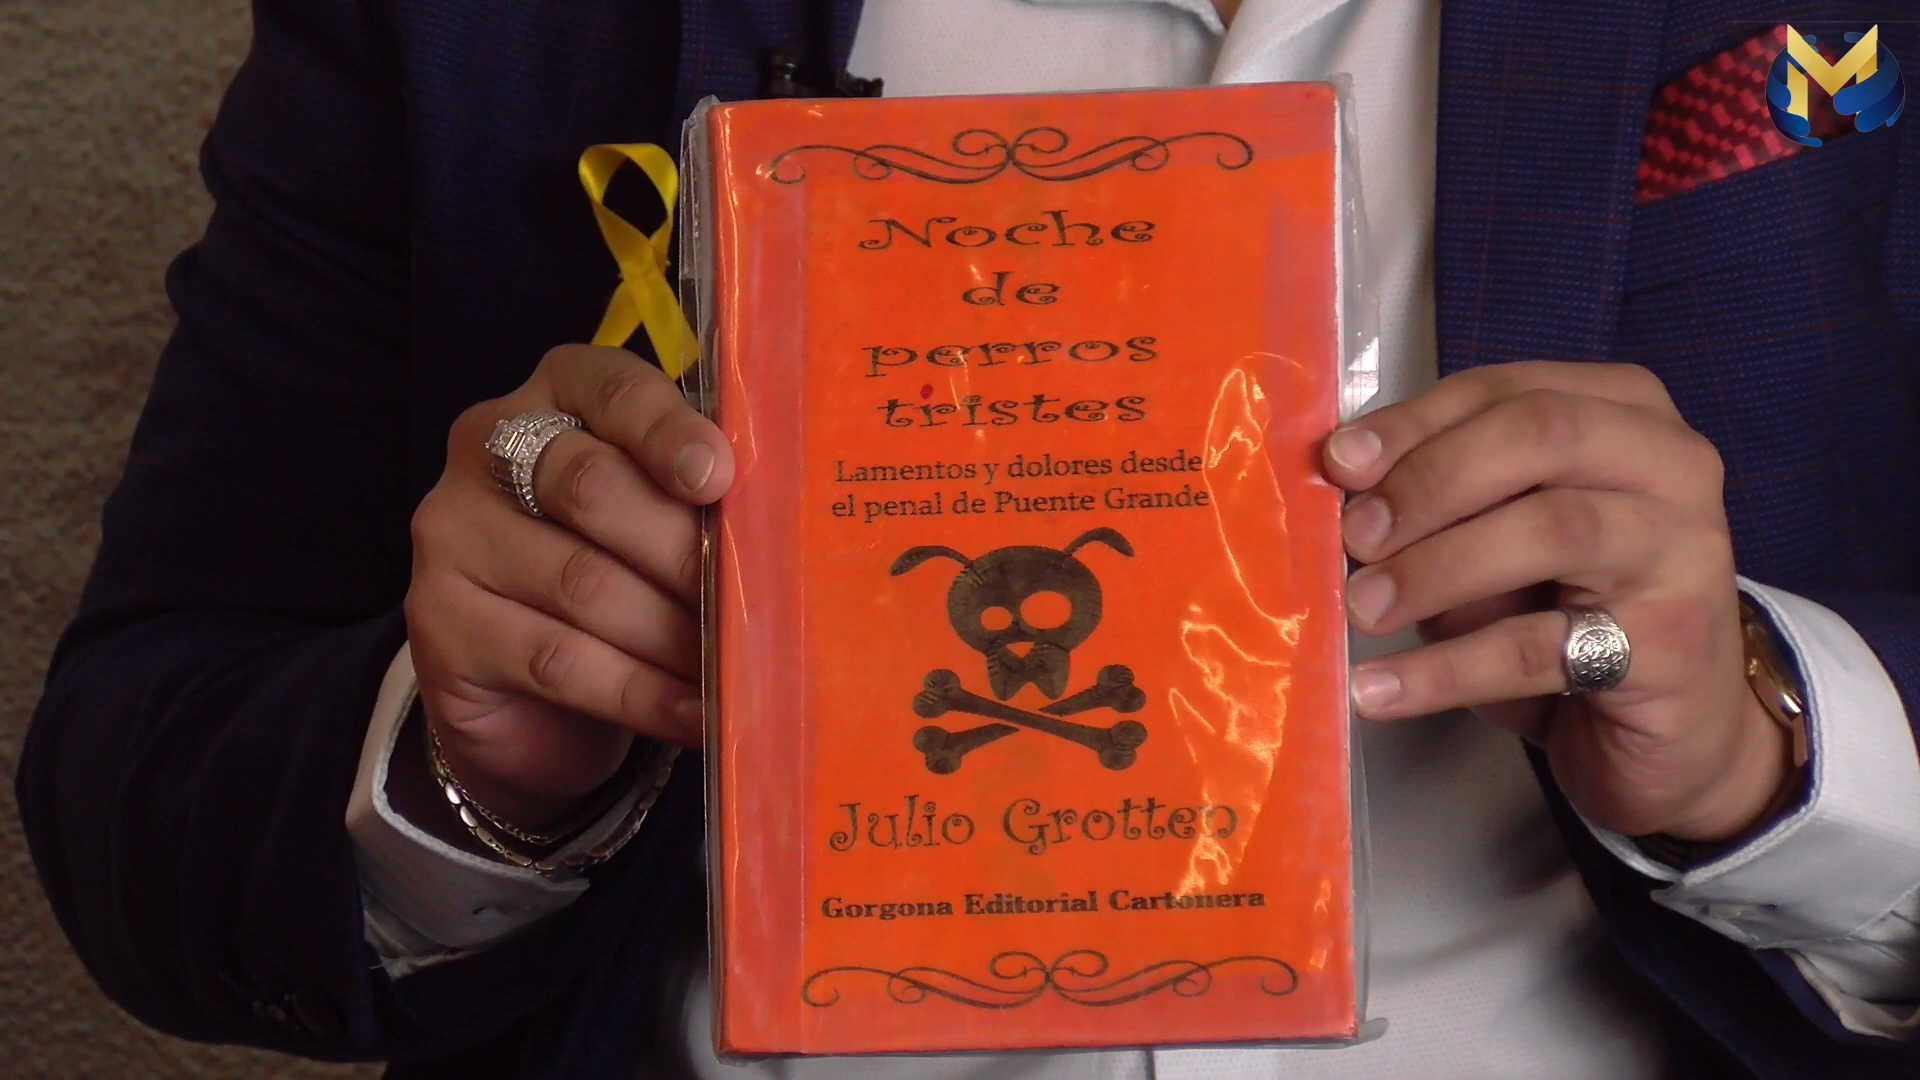 M
Noche
de
perros
tristes
Lamentos y dolores desde
el penal de Puente Grande
Julio Grotten
Gorgona Editorial Cartonera